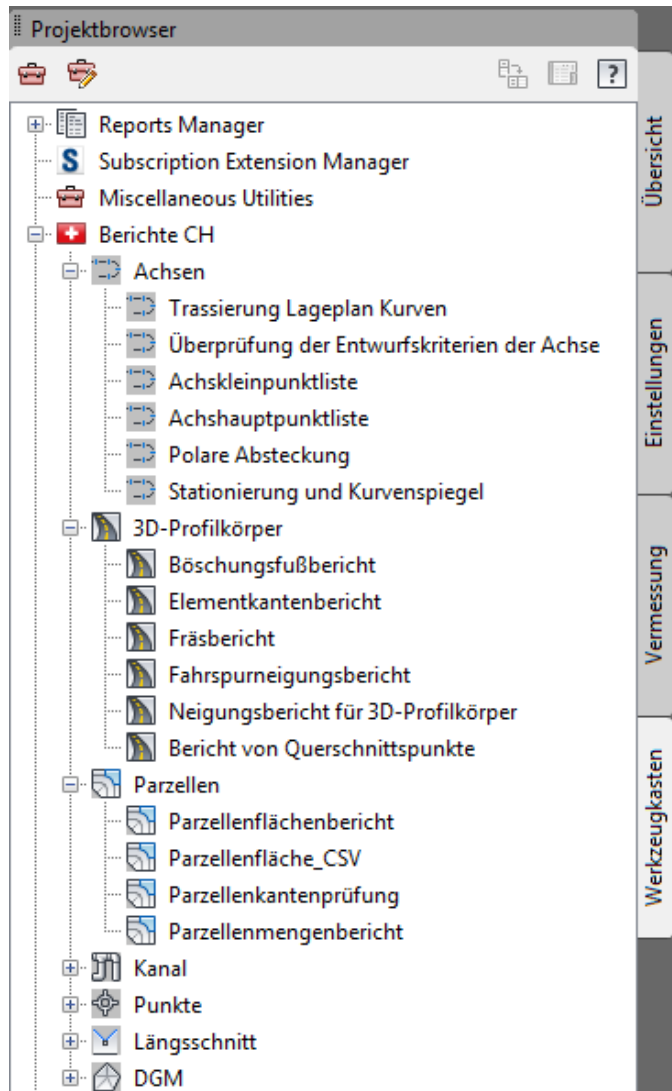 Projektbrowser
?
Reports Manager
S Subscription Extension Manager
Miscellaneous Utilities
Berichte CH
Achsen
Trassierung Lageplan Kurven
Überprüfung der Entwurfskriterien der Achse
Achskleinpunktliste
Achshauptpunktliste
Polare Absteckung
Stationierung und Kurvenspiegel
3D-Profilkörper
Böschungsfußbericht
Elementkantenbericht
Fräsbericht
Fahrspurneigungsbericht
Neigungsbericht für 3D-Profilkörper
Bericht von Querschnittspunkte
Parzellen
Parzellenflächenbericht
Parzellenfläche_CSV
Parzellenkantenprüfung
Parzellenmengenbericht
Kanal
Punkte
Längsschnitt
DGM
Übersicht
Einstellungen
Vermessung
Werkzeugkasten